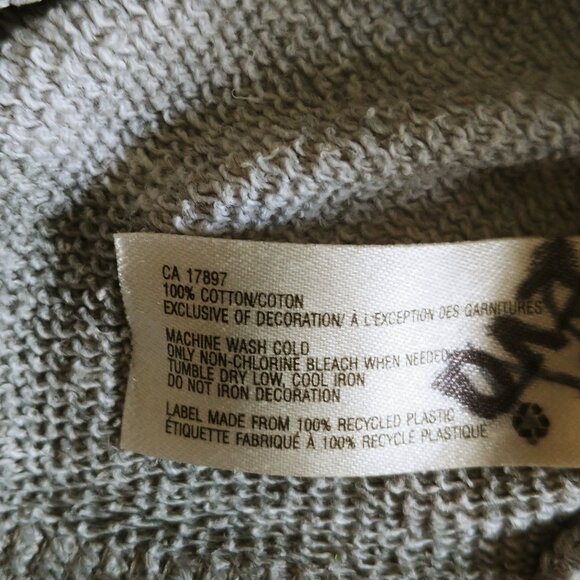 CA 17897
100% COTTON/COTON
EXCLUSIVE OF DECORATION/ À L'EXCEPTION DES GARNITURES
MACHINE WASH COLD
ONLY NON-CHLORINE BLEACH WHEN NEEDED
TUMBLE DRY LOW, COOL IRON
DO NOT IRON DECORATION
LABEL MADE FROM 100% RECYCLED PLASTIC
ÉTIQUETTE FABRIQUÉ À 100% RECYCLÉ PLASTIQUE